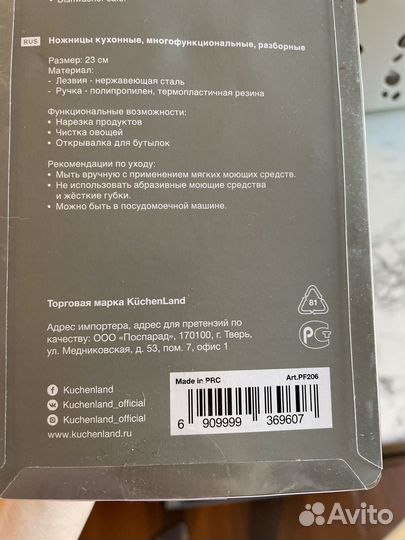 • Dishwasher safe.
RUS Ножницы кухонные, многофункциональные, разборные
Размер: 23 см
Материал:
• Лезвия - нержавеющая сталь
• Ручка - полипропилен, термопластичная резина
Функциональные возможности:
• Нарезка продуктов
• Чистка овощей
• Открывалка для бутылок
Рекомендации по уходу:
• Мыть вручную с применением мягких моющих средств.
• Не использовать абразивные моющие средства
и жёсткие губки.
• Можно быть в посудомоечной машине.
Торговая марка KüchenLand
Адрес импортера, адрес для претензий по
качеству: ООО «Поспарад», 170100, г. Тверь,
ул. Медниковская, д. 53, пом. 7, офис 1
81
PG
Kuchenland
Kuchenland_official
Kuchenland_official
www.kuchenland.ru
Made in PRC Art.PF206
6 909999 369607
Avito